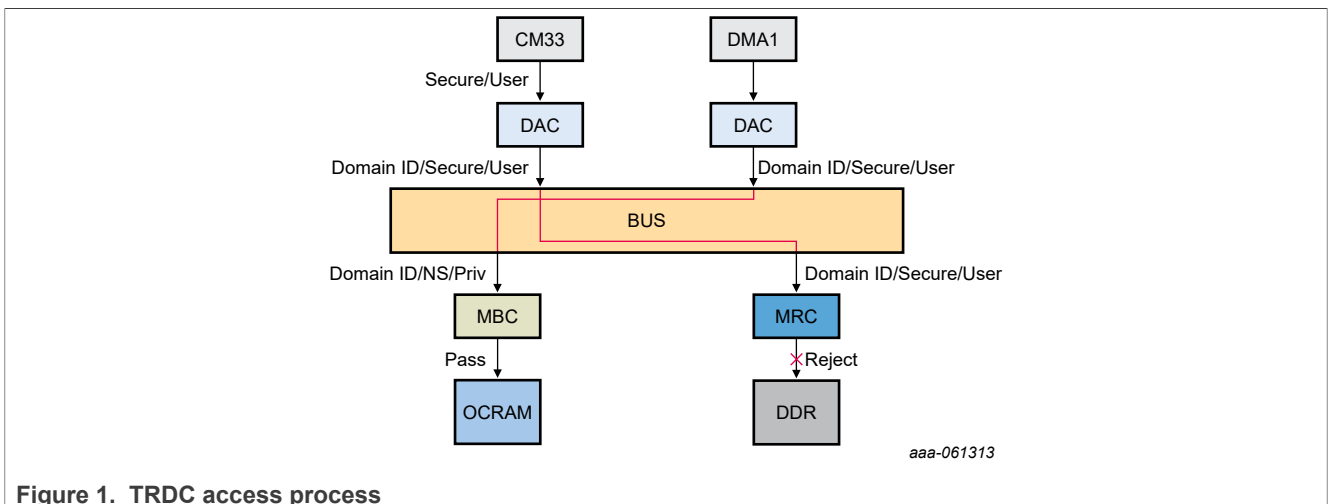 CM33
DMA1
Secure/User
DAC
DAC
Domain ID/Secure/User
Domain ID/Secure/User
BUS
Domain ID/NS/Priv
Domain ID/Secure/User
MBC
MRC
Pass
Reject
OCRAM
DDR
aaa-061313
Figure 1. TRDC access process